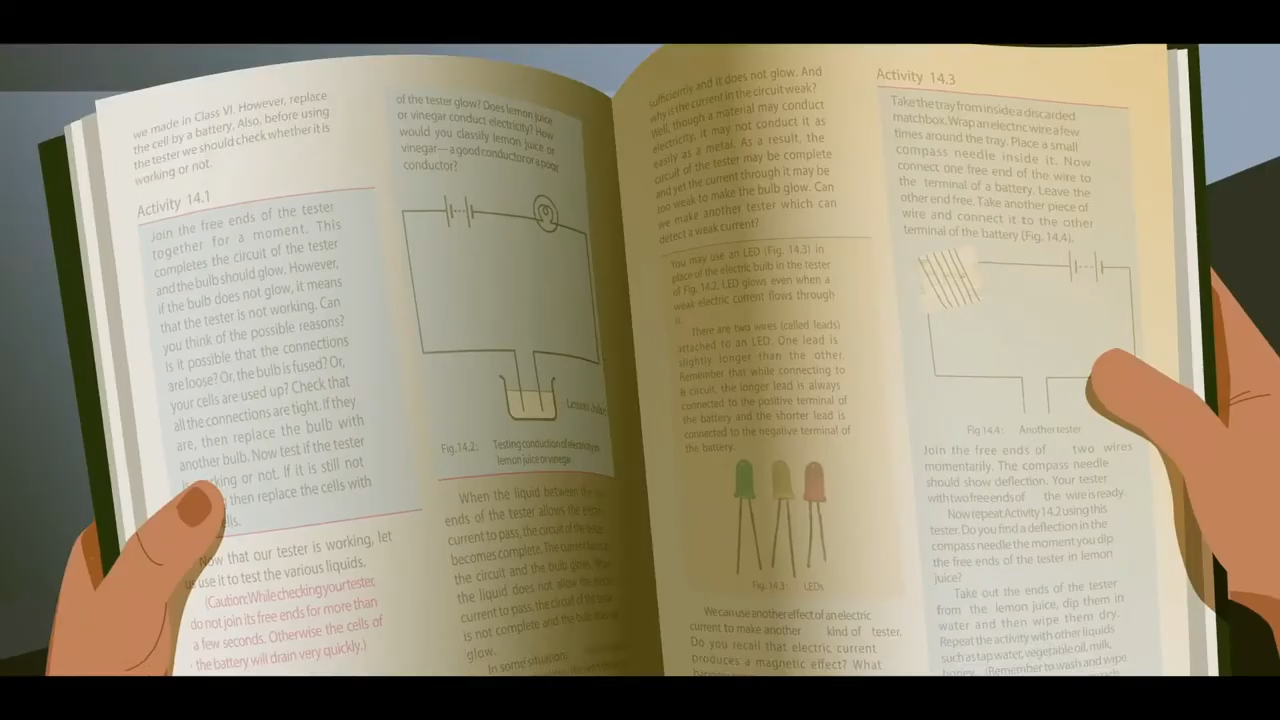 we made in Class VI. However, replace
the cell by a battery. Also, before using
the tester we should check whether it is
working or not.
Activity 14.1
Join the free ends of the tester
together for a moment. This
completes the circuit of the tester
and the bulb should glow. However,
if the bulb does not glow, it means
that the tester is not working. Can
you think of the possible reasons?
Is it possible that the connections
are loose? Or, the bulb is fused? Or,
your cells are used up? Check that
all the connections are tight. If they
are, then replace the bulb with
another bulb. Now test if the tester
is working or not. If it is still not
then replace the cells with
Now that our tester is working, let
us use it to test the various liquids.
(Caution: While checking your tester,
do not join its free ends for more than
a few seconds. Otherwise the cells of
the battery will drain very quickly.)
of the tester glow? Does lemon juice
or vinegar conduct electricity? How
would you classify lemon juice or
vinegar— a good conductor or a poor
conductor?
Lemon Juice
Fig.14.2: Testing conduction of electricity in
lemon juice or vinegar
When the liquid between the
ends of the tester allows the electric
current to pass, the circuit of the tester
becomes complete. The current flows in
the circuit and the bulb glows. When
the liquid does not allow the electric
current to pass, the circuit of the tester
is not complete and the bulb does not
glow.
In some situation:
sufficiently and it does not glow. And
why is the current in the circuit weak?
Well, though a material may conduct
electricity, it may not conduct it as
easily as a metal. As a result, the
circuit of the tester may be complete
and yet the current through it may be
too weak to make the bulb glow. Can
we make another tester which can
detect a weak current?
You may use an LED (Fig. 14.3) in
place of the electric bulb in the tester
of Fig. 14.2. LED glows even when a
weak electric current flows through
it.
There are two wires (called leads)
attached to an LED. One lead is
slightly longer than the other.
Remember that while connecting to
a circuit, the longer lead is always
connected to the positive terminal of
the battery and the shorter lead is
connected to the negative terminal of
the battery.
Fig. 14.3: LEDs
We can use another effect of an electric
current to make another kind of tester.
Do you recall that electric current
produces a magnetic effect? What
Activity 14.3
Take the tray from inside a discarded
matchbox. Wrap an electric wire a few
times around the tray. Place a small
compass needle inside it. Now
connect one free end of the wire to
the terminal of a battery. Leave the
other end free. Take another piece of
wire and connect it to the other
terminal of the battery (Fig. 14.4).
Fig 14.4: Another tester
Join the free ends of two wires
momentarily. The compass needle
should show deflection. Your tester
with two free ends of the wire is ready
Now repeat Activity 14.2 using this
tester. Do you find a deflection in the
compass needle the moment you dip
the free ends of the tester in lemon
juice?
Take out the ends of the tester
from the lemon juice, dip them in
water and then wipe them dry.
Repeat the activity with other liquids
such as tap water, vegetable oil, milk,
honey. (Remember to wash and wipe